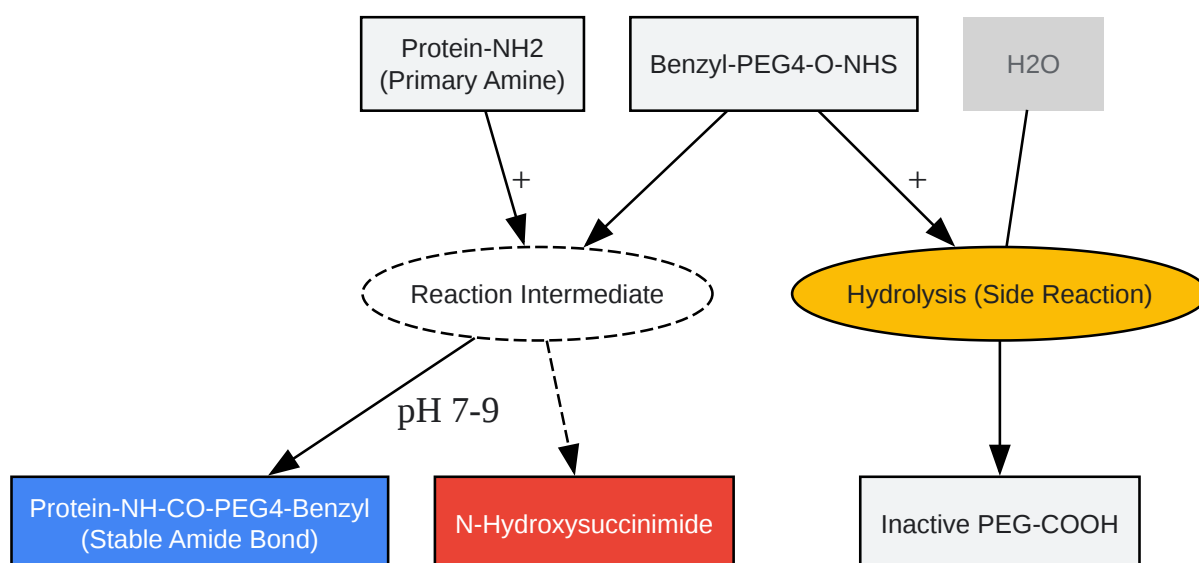 Protein-NH2
(Primary Amine)
Benzyl-PEG4-O-NHS
H2O
+
+
Reaction Intermediate
Hydrolysis (Side Reaction)
pH 7-9
Protein-NH-CO-PEG4-Benzyl
(Stable Amide Bond)
N-Hydroxysuccinimide
Inactive PEG-COOH